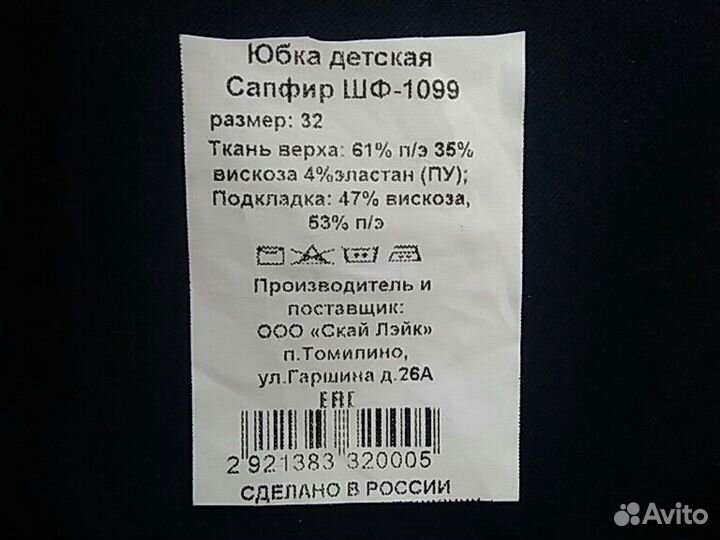 Юбка детская
Сапфир ШФ-1099
размер: 32
Ткань верха: 61% п/э 35%
вискоза 4%эластан (ПУ);
Подкладка: 47% вискоза,
53% п/э
Производитель и
поставщик:
ООО «Скай Лэйк»
п.Томилино,
ул.Гаршина д.26А
ЕАС
2 921383 320005
СДЕЛАНО В РОССИИ
Avito